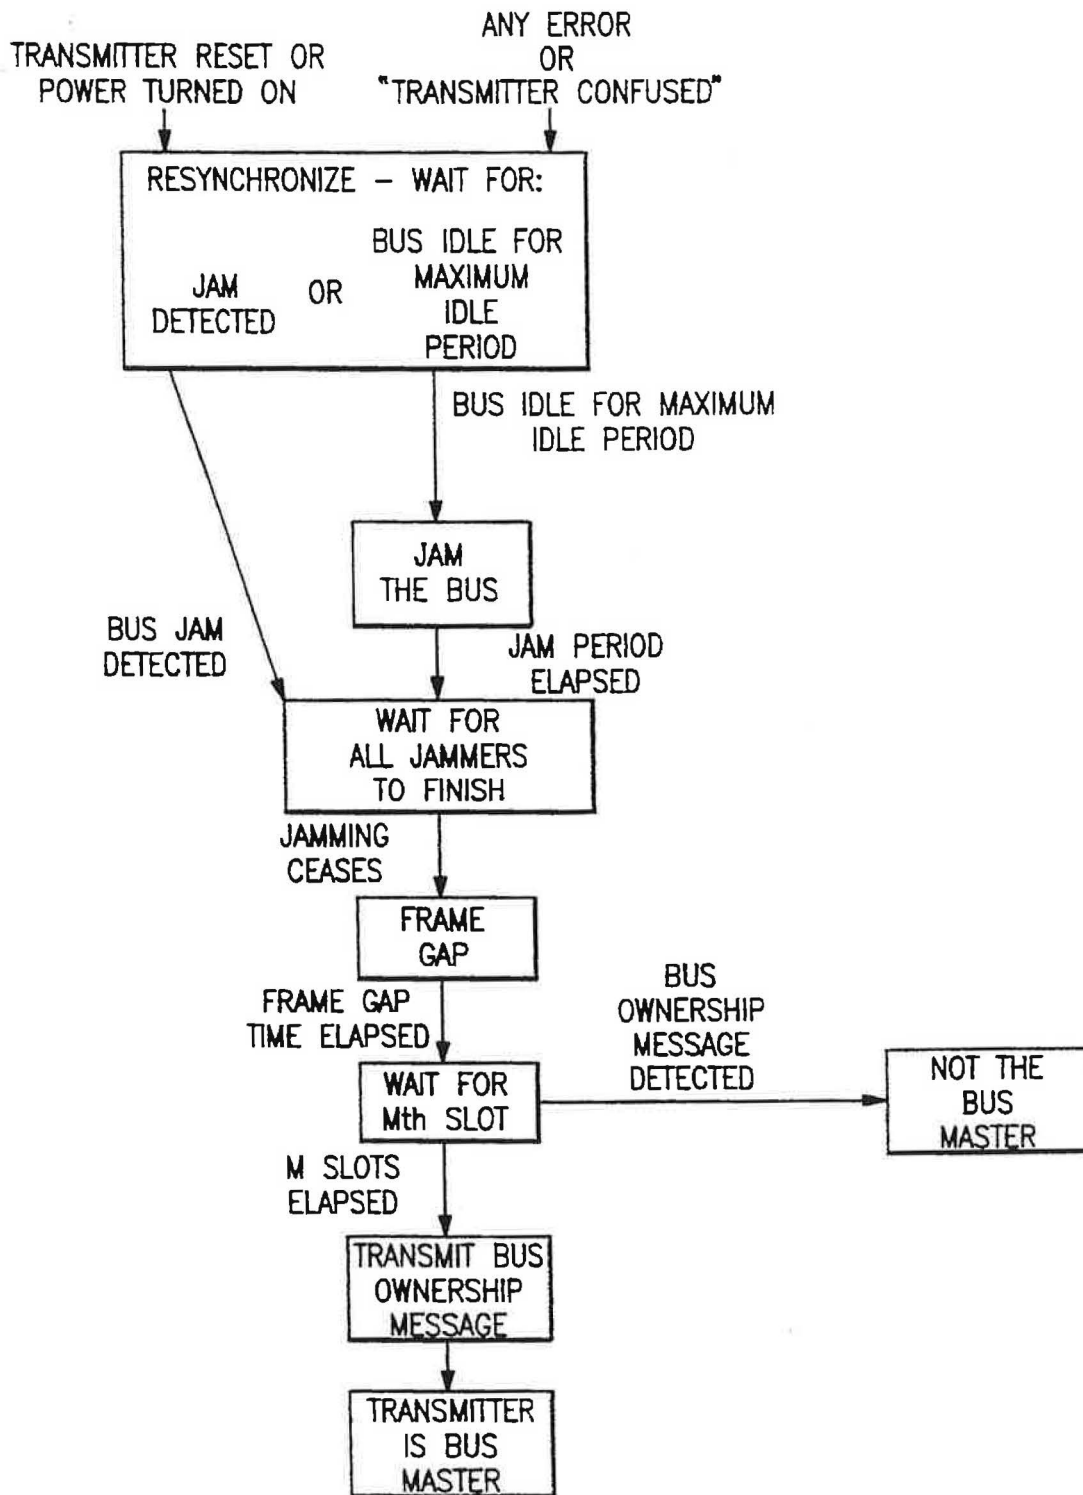 TRANSMITTER RESET OR
POWER TURNED ON
ANY ERROR
OR
"TRANSMITTER CONFUSED"
RESYNCHRONIZE - WAIT FOR:
JAM
DETECTED
OR
BUS IDLE FOR
MAXIMUM
IDLE
PERIOD
BUS IDLE FOR MAXIMUM
IDLE PERIOD
JAM
THE BUS
BUS JAM
DETECTED
JAM PERIOD
ELAPSED
WAIT FOR
ALL JAMMERS
TO FINISH
JAMMING
CEASES
FRAME
GAP
FRAME GAP
TIME ELAPSED
BUS
OWNERSHIP
MESSAGE
DETECTED
WAIT FOR
Mth SLOT
NOT THE
BUS
MASTER
M SLOTS
ELAPSED
TRANSMIT BUS
OWNERSHIP
MESSAGE
TRANSMITTER
IS BUS
MASTER